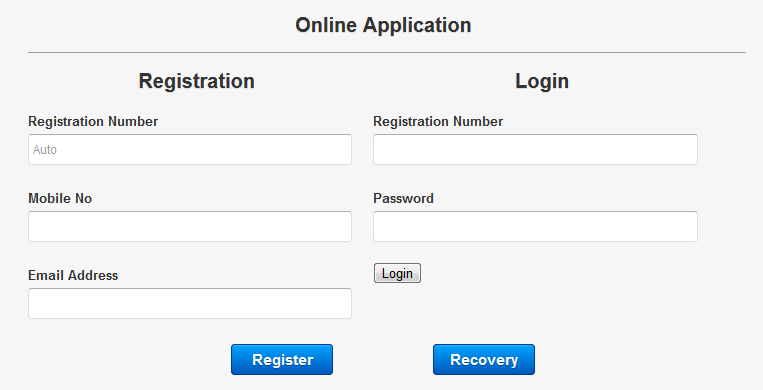 Online Application
Registration
Login
Registration Number
Registration Number
Auto
Mobile No
Password
Email Address
Login
Register
Recovery